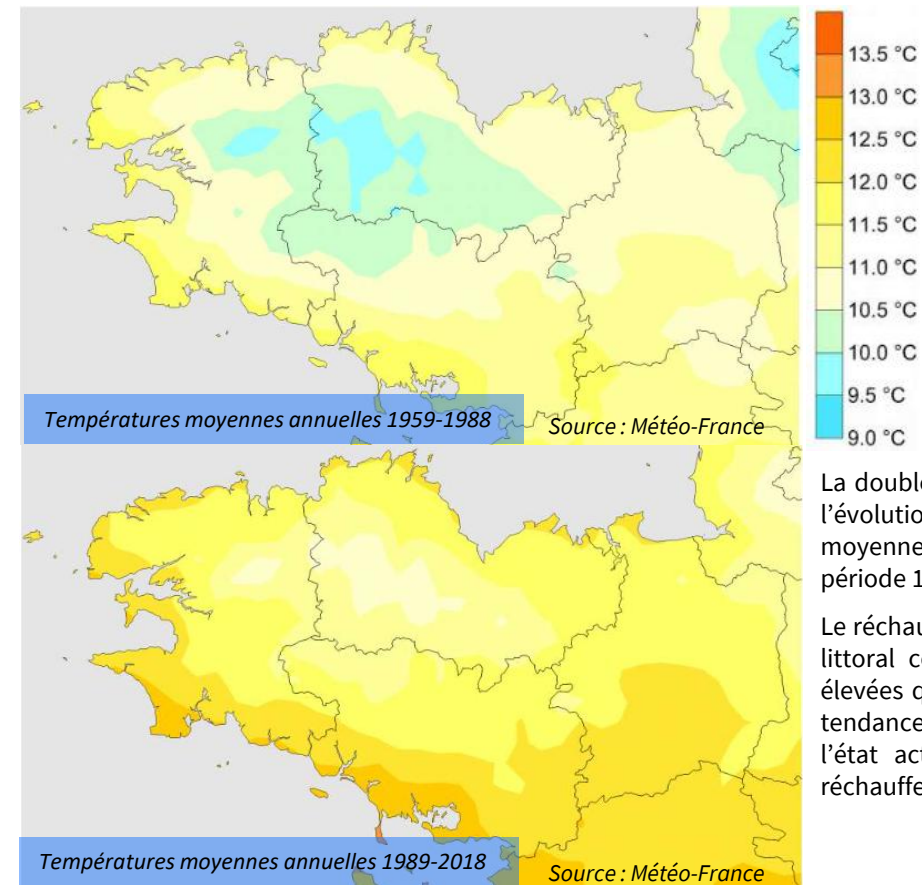 13.5 °C
13.0 °C
12.5 °C
12.0 °C
11.5 °C
11.0 °C
10.5 °C
10.0 °C
9.5 °C
9.0 °C
Températures moyennes annuelles 1959-1988
Source : Météo-France
La double
l’évolutio
moyenne
période 1
Le réchau
littoral c
élevées
tendance
l’état act
réchauffe
Températures moyennes annuelles 1989-2018
Source : Météo-France